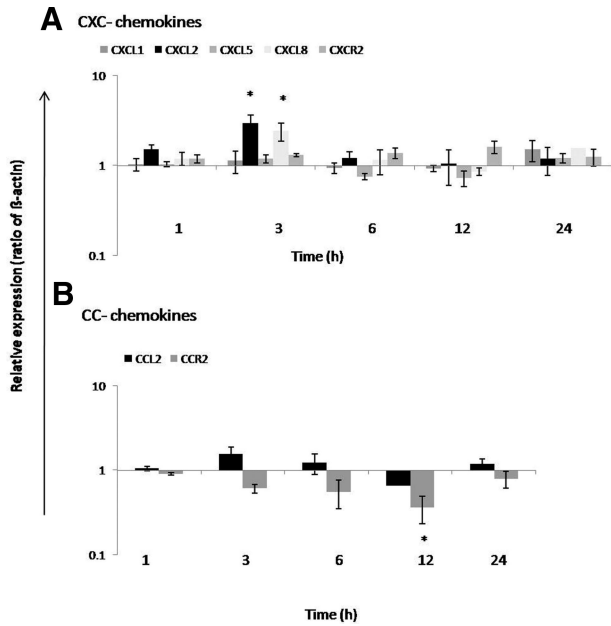 A CXC- chemokines
CXCL1 CXCL2 CXCL5 CXCL8 CXCR2
10
* *
1
0.1
1 3 6 12 24
Time (h)
Relative expression (ratio of ß-actin)
B
CC- chemokines
CCL2 CCR2
10
1
0.1
*
1 3 6 12 24
Time (h)